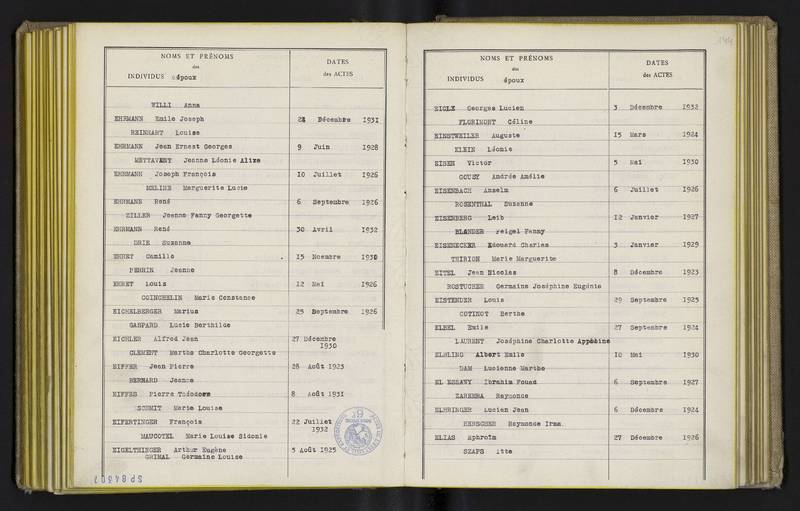 NOMS ET PRÉNOMS
des
INDIVIDUS époux
DATES
des ACTES
WILLI Anna
EHRMANN Emile Joseph 24 Décembre 1931
REINHART Louise
EHRMANN Jean Ernest Georges 9 Juin 1928
METTAVENT Jeanne Léonie Alixe
EHRMANN Joseph François 10 Juillet 1926
MELINE Marguerite Lucie
EHRMANN René 6 Septembre 1926
ZILLER Jeanne Fanny Georgette
EHRMANN René 30 Avril 1932
DRIE Suzanne
EHRET Camille 15 Novembre 1930
PERRIN Jeanne
EHRET Louis 12 Mai 1926
COINCHELIN Marie Constance
EICHELBERGER Marius 25 Septembre 1926
GASPARD Lucie Berthilde
EICHLER Alfred Jean 27 Décembre
1930
CLEMENT Marthe Charlotte Georgette
EIFFER Jean Pierre 28 Août 1923
BERNARD Jeanne
EIFFES Pierre Théodore 8 Août 1931
SCHMIT Marie Louise
EIFERTINGER François 22 Juillet
1932
MAUCOTEL Marie Louise Sidonie
EIGELTHINGER Arthur Eugène 5 Août 1925
GRIMAL Germaine Louise
NOMS ET PRÉNOMS
des
INDIVIDUS époux
DATES
des ACTES
EIGLE Georges Lucien 3 Décembre 1932
FLORIMONT Céline
EINSTWEILER Auguste 15 Mars 1924
KLEIN Léonie
EISEN Victor 5 Mai 1930
GOUSY Andrée Amélie
EISENBACH Anselm 6 Juillet 1926
ROSENTHAL Suzanne
EISENBERG Leib 12 Janvier 1927
BLANDER Feigel Fanny
EISENECKER Edouard Charles 3 Janvier 1929
THIRION Marie Marguerite
EITEL Jean Nicolas 8 Décembre 1923
ROSTUCHER Germaine Joséphine Eugénie
EISTENDER Louis 29 Septembre 1925
COTINOT Berthe
ELBEL Emile 27 Septembre 1924
LAURENT Joséphine Charlotte Appoline
ELBLING Albert Emile 10 Mai 1930
DAM Lucienne Marthe
EL ESSAWY Ibrahim Fouad 6 Septembre 1927
ZAREMBA Raymonde
ELHRINGER Lucien Jean 6 Décembre 1924
HERSCHER Raymonde Irma
ELIAS Ephroïm 27 Décembre 1926
SZAPS Itte